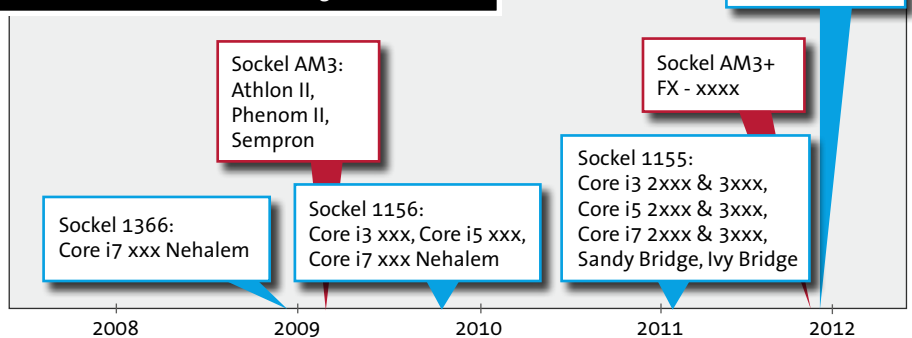 Sockel AM3:
Athlon II,
Phenom II,
Sempron
Sockel AM3+
FX - xxxx
Sockel 1366:
Core i7 xxx Nehalem
Sockel 1156:
Core i3 xxx, Core i5 xxx,
Core i7 xxx Nehalem
Sockel 1155:
Core i3 2xxx & 3xxx,
Core i5 2xxx & 3xxx,
Core i7 2xxx & 3xxx,
Sandy Bridge, Ivy Bridge
2008
2009
2010
2011
2012